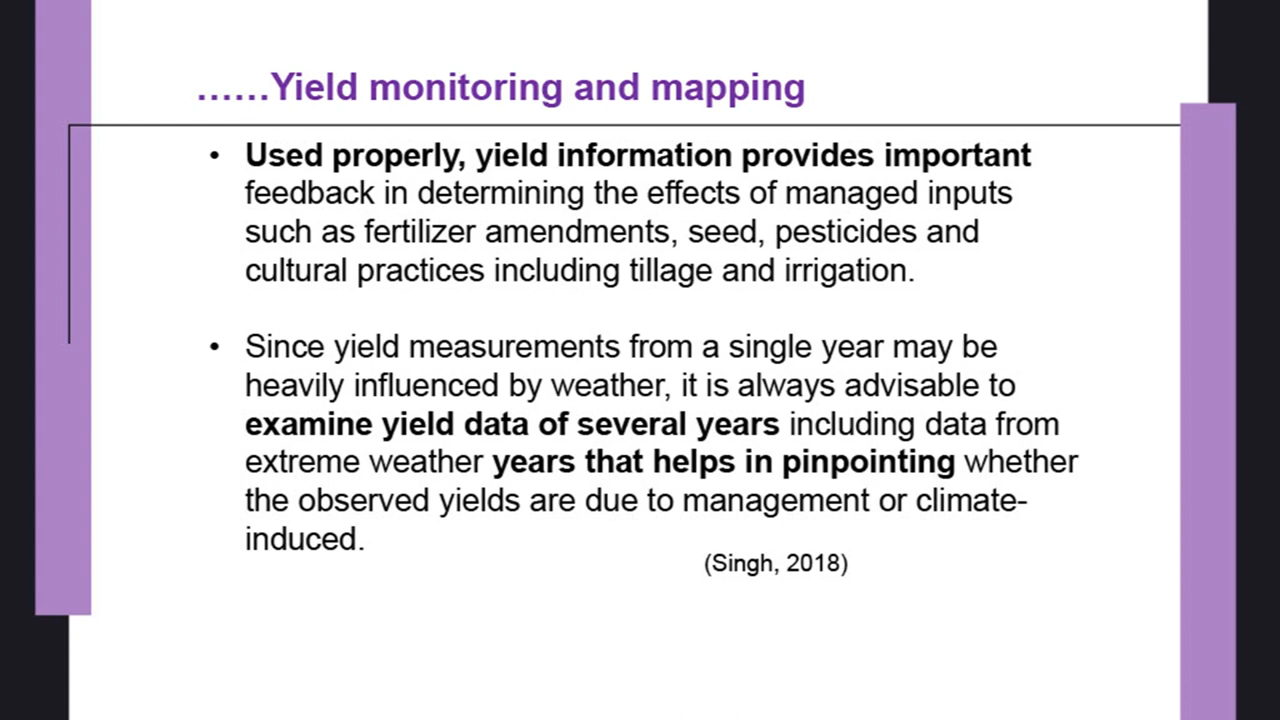 ......Yield monitoring and mapping
• Used properly, yield information provides important
feedback in determining the effects of managed inputs
such as fertilizer amendments, seed, pesticides and
cultural practices including tillage and irrigation.
• Since yield measurements from a single year may be
heavily influenced by weather, it is always advisable to
examine yield data of several years including data from
extreme weather years that helps in pinpointing whether
the observed yields are due to management or climate-
induced.
(Singh, 2018)